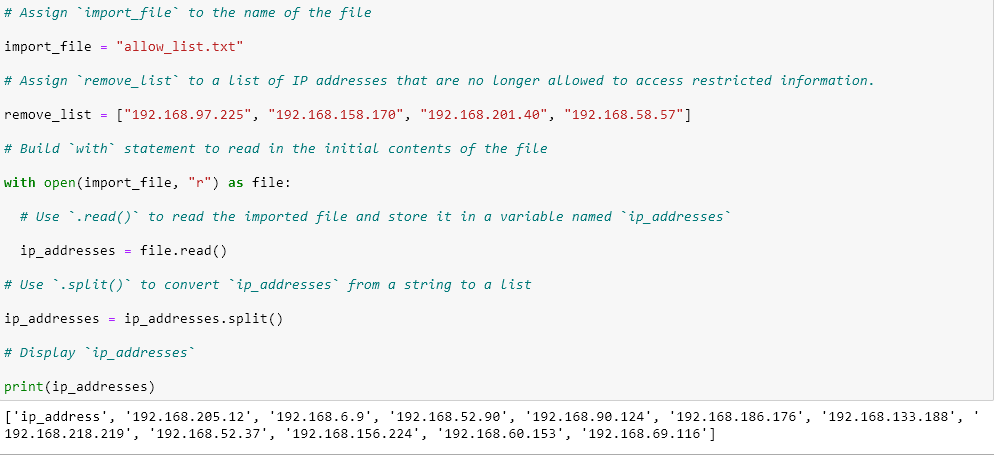 # Assign `import_file` to the name of the file
import_file = "allow_list.txt"
# Assign `remove_list` to a list of IP addresses that are no longer allowed to access restricted information.
remove_list = ["192.168.97.225", "192.168.158.170", "192.168.201.40", "192.168.58.57"]
# Build `with` statement to read in the initial contents of the file
with open(import_file, "r") as file:
  # Use `.read()` to read the imported file and store it in a variable named `ip_addresses`
  ip_addresses = file.read()
# Use `.split()` to convert `ip_addresses` from a string to a list
ip_addresses = ip_addresses.split()
# Display `ip_addresses`
print(ip_addresses)
['ip_address', '192.168.205.12', '192.168.6.9', '192.168.52.90', '192.168.90.124', '192.168.186.176', '192.168.133.188', '
192.168.218.219', '192.168.52.37', '192.168.156.224', '192.168.60.153', '192.168.69.116']